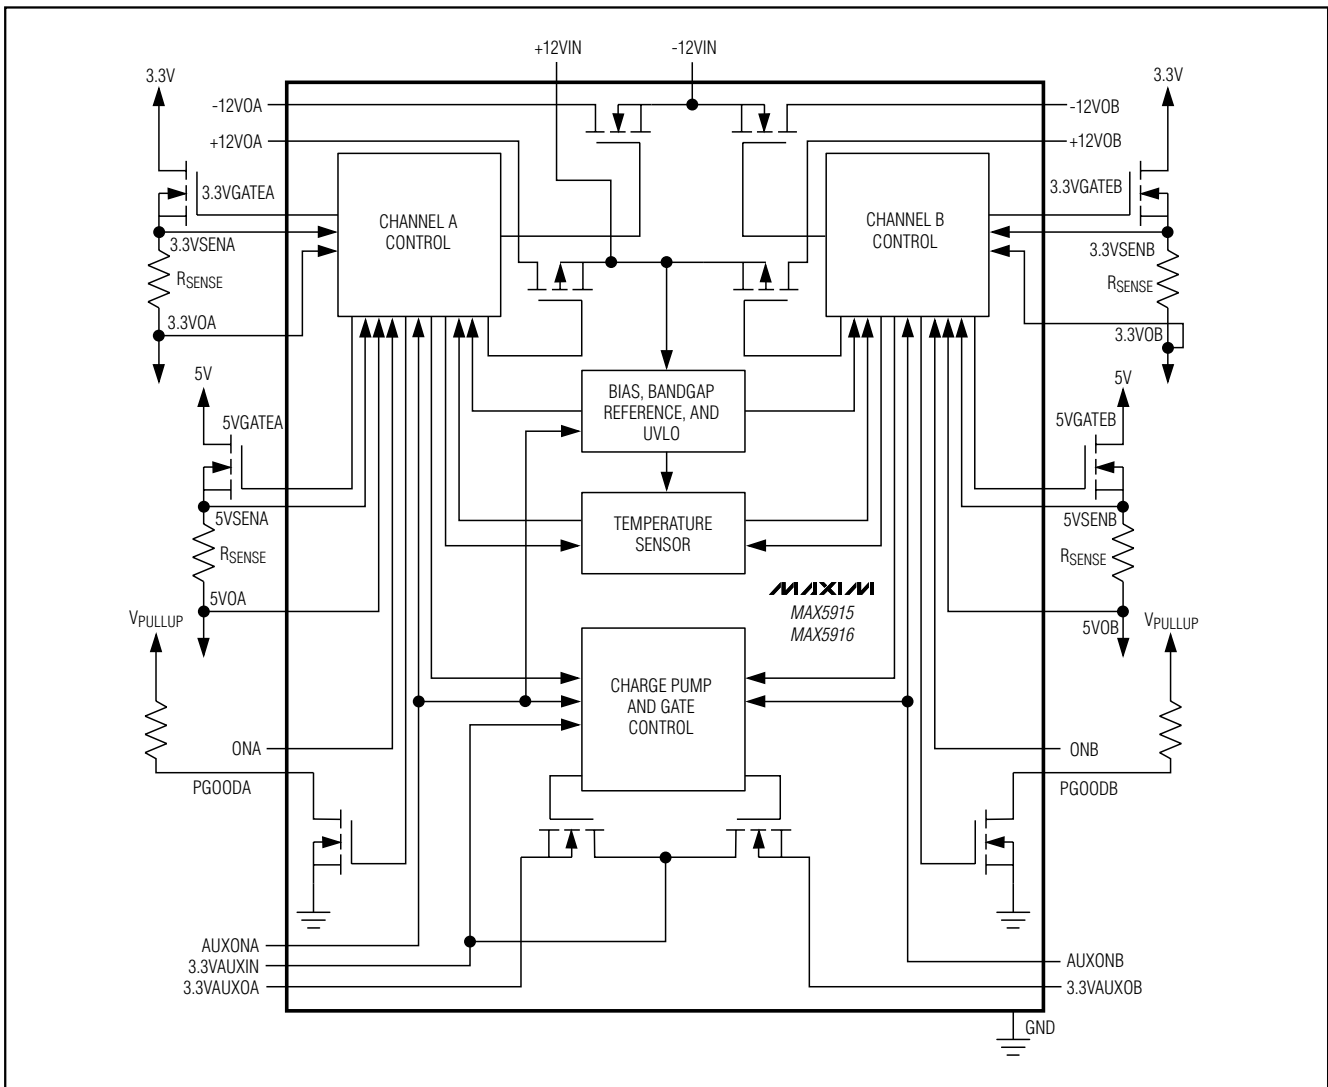 +12VIN
-12VIN
3.3V
3.3V
-12VOA
-12VOB
+12VOA
+12VOB
3.3VGATEA
CHANNEL A
CONTROL
CHANNEL B
CONTROL
3.3VGATEB
3.3VSENA
3.3VSENB
RSENSE
RSENSE
3.3VOA
3.3VOB
5V
5V
BIAS, BANDGAP
REFERENCE, AND
UVLO
5VGATEA
5VGATEB
5VSENA
5VSENB
TEMPERATURE
SENSOR
RSENSE
RSENSE
MAXIM
MAX5915
MAX5916
5VOA
5VOB
VPULLUP
VPULLUP
CHARGE PUMP
AND GATE
CONTROL
ONA
ONB
PGOODA
PGOODB
AUXONA
AUXONB
3.3VAUXIN
3.3VAUXOA
3.3VAUXOB
GND